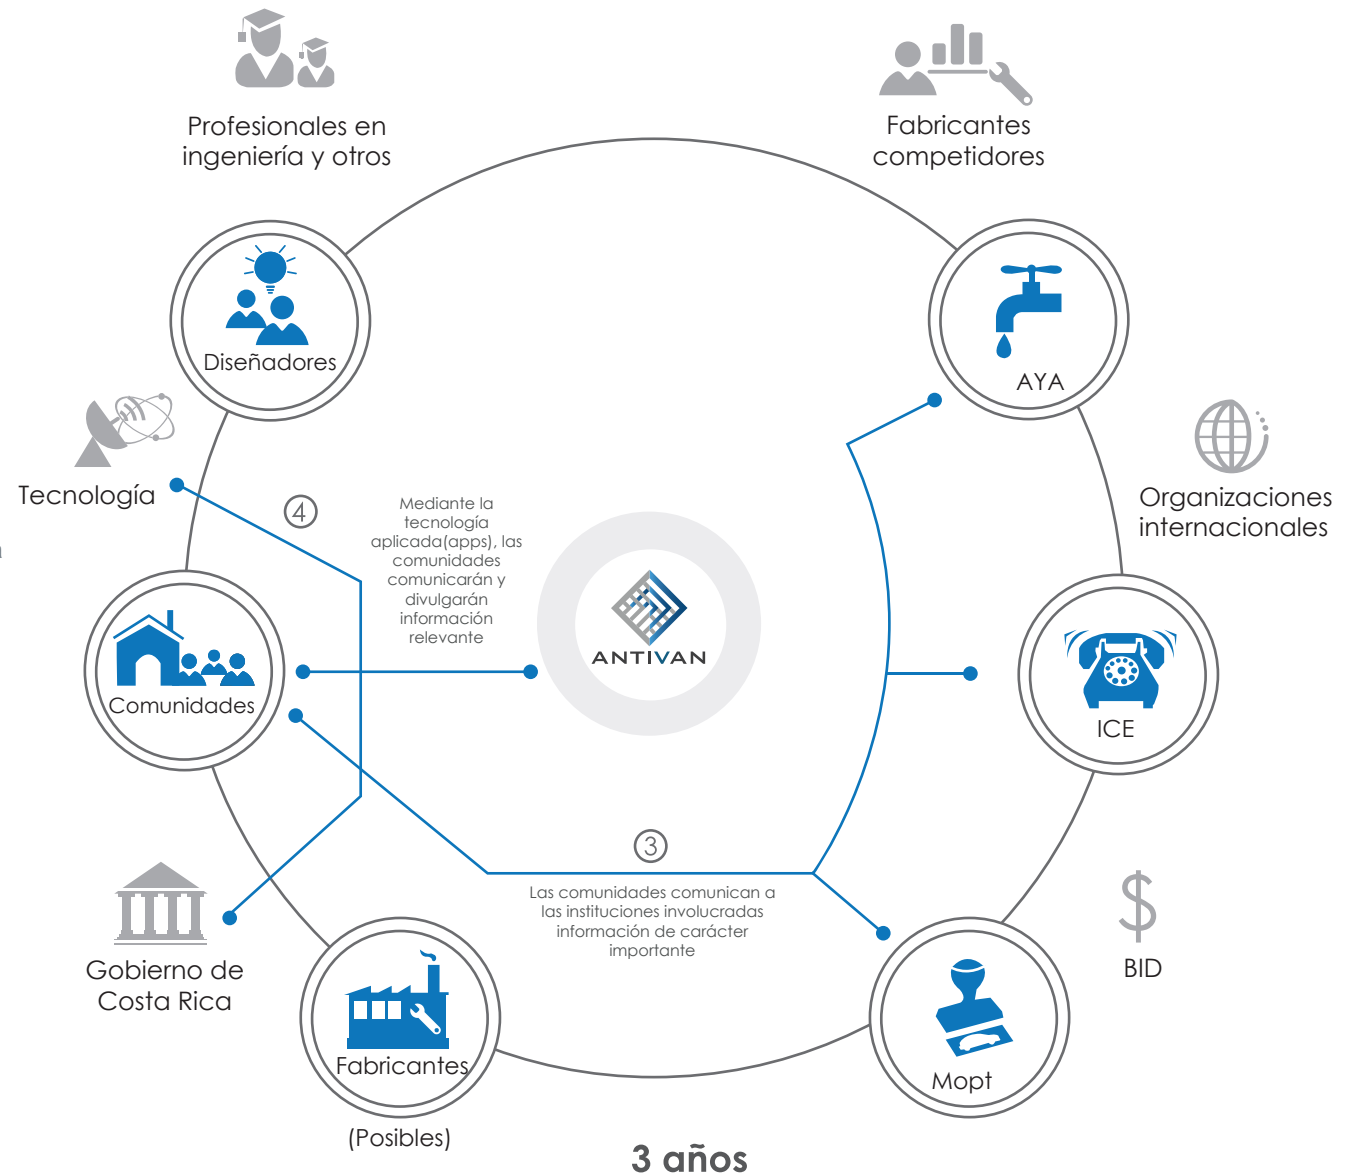 Profesionales en
ingeniería y otros
Fabricantes
competidores
Diseñadores
AYA
Tecnología
4
Mediante la
tecnología
aplicada(apps), las
comunidades
comunicarán y
divulgarán
información
relevante
Organizaciones
internacionales
ANTIVAN
Comunidades
ICE
3
Las comunidades comunican a
las instituciones involucradas
información de carácter
importante
Gobierno de
Costa Rica
BID
Fabricantes
Mopt
(Posibles)
3 años